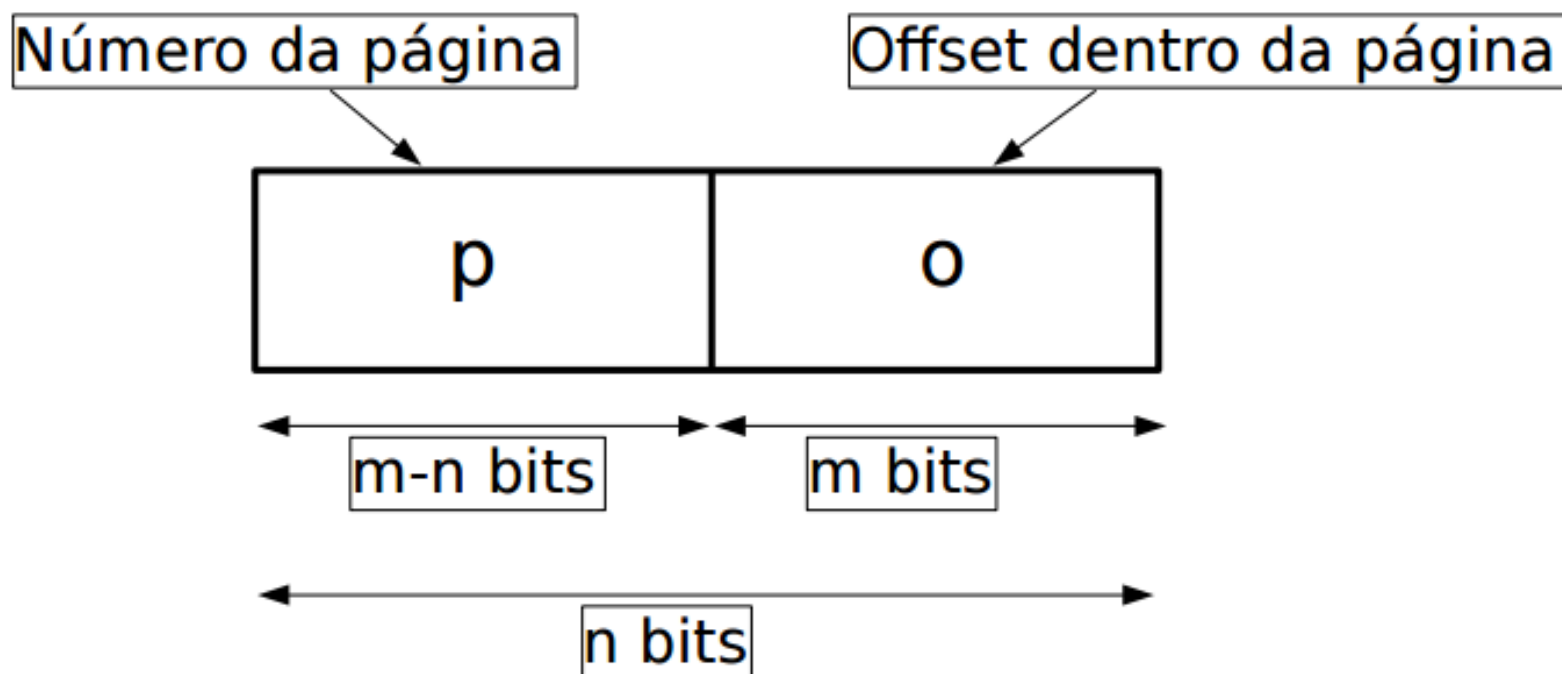 Número da página
Offset dentro da página
p
o
m-n bits
m bits
n bits